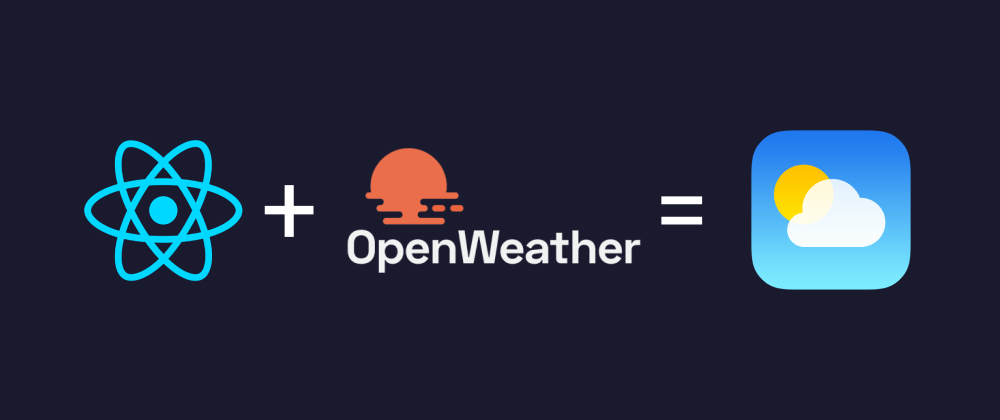 + OpenWeather =